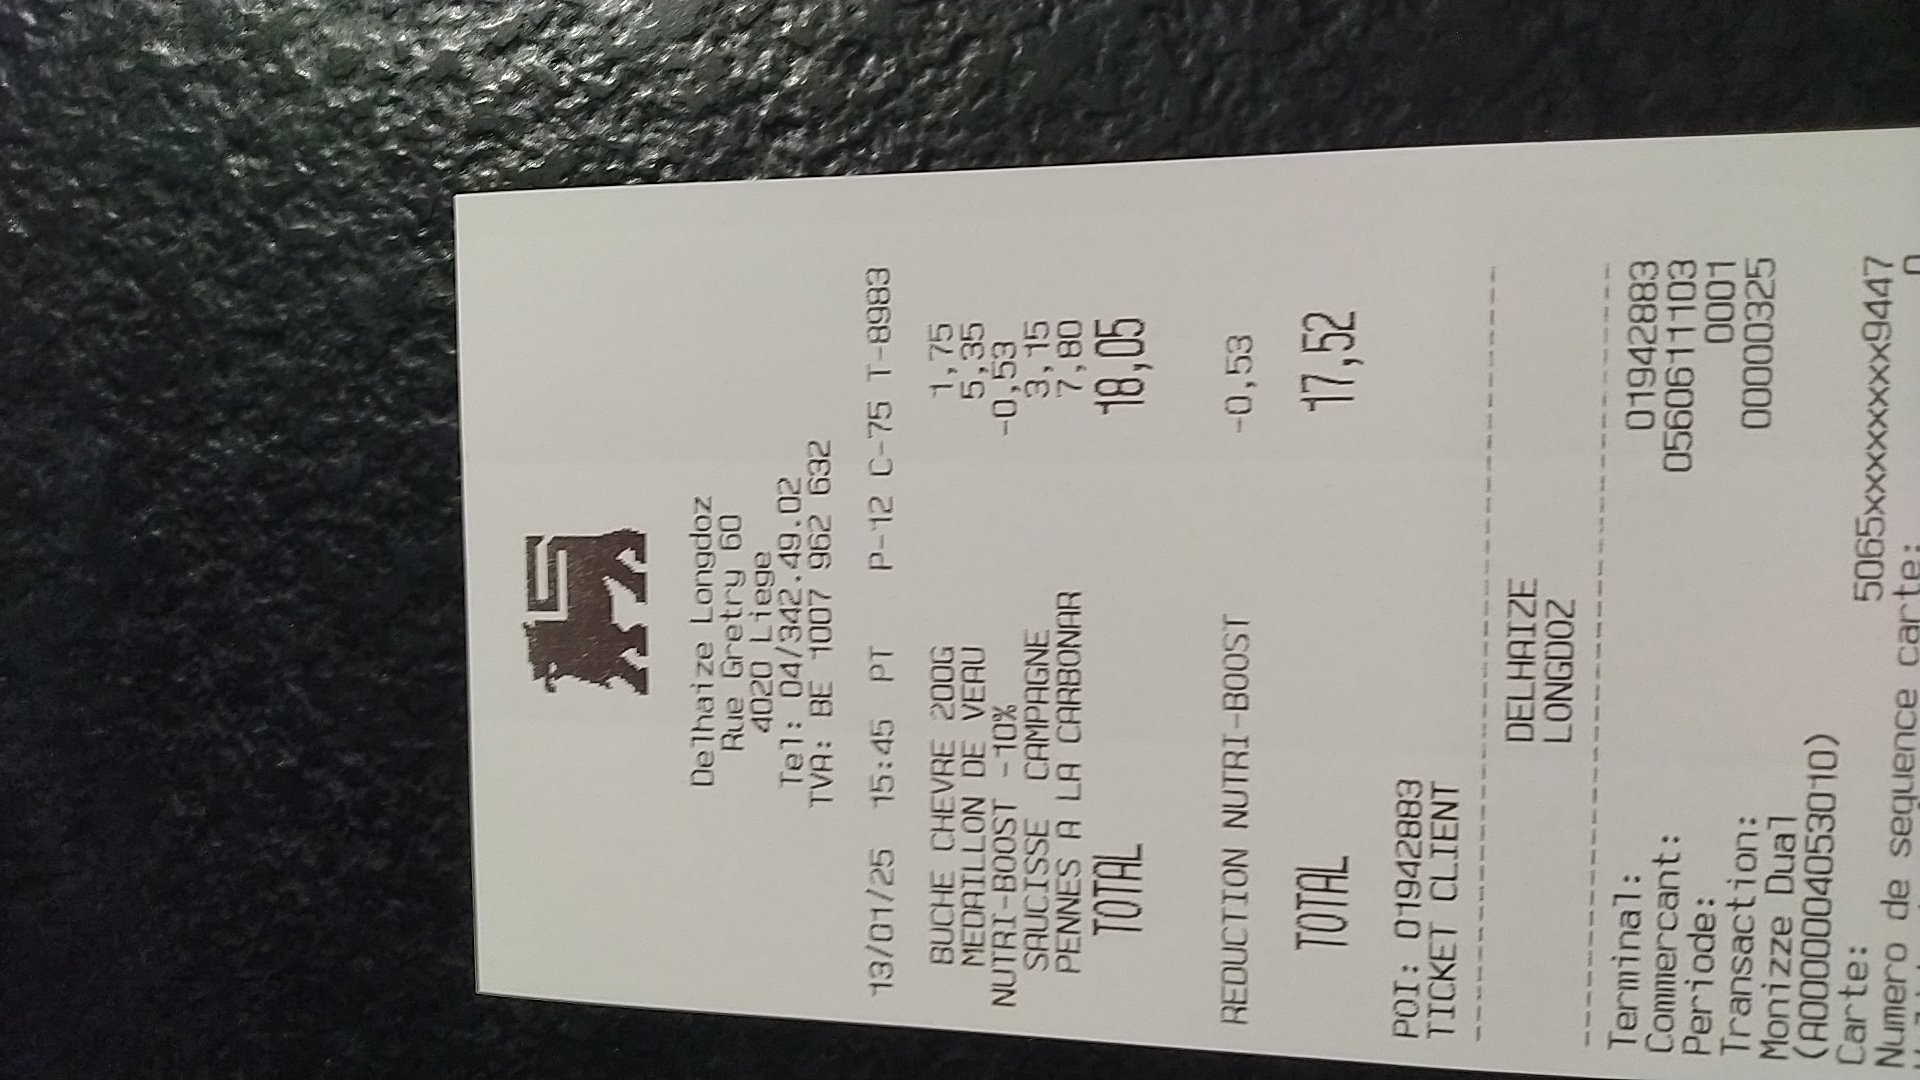 Delhaize Longdoz
Rue Gretry 60
4020 Liege
Tel: 04/342.49.02
TVA: BE 1007 962 632
13/01/25 15:45 PT P-12 C-75 T-8983
BUCHE CHEVRE 200G 1,75
MEDAILLON DE VEAU 5,35
NUTRI-BOOST -10% -0,53
SAUCISSE CAMPAGNE 3,15
PENNES A LA CARBONAR 7,80
TOTAL 18,05
REDUCTION NUTRI-BOOST -0,53
TOTAL 17,52
POI: 01942883
TICKET CLIENT
DELHAIZE
LONGDOZ
Terminal: 01942883
Commercant: 0560611103
Periode: 0001
Transaction: 00000325
Monizze Dual
(A0000004053010)
Carte: 5065xxxxxxxxx9447
Numero de sequence carte: